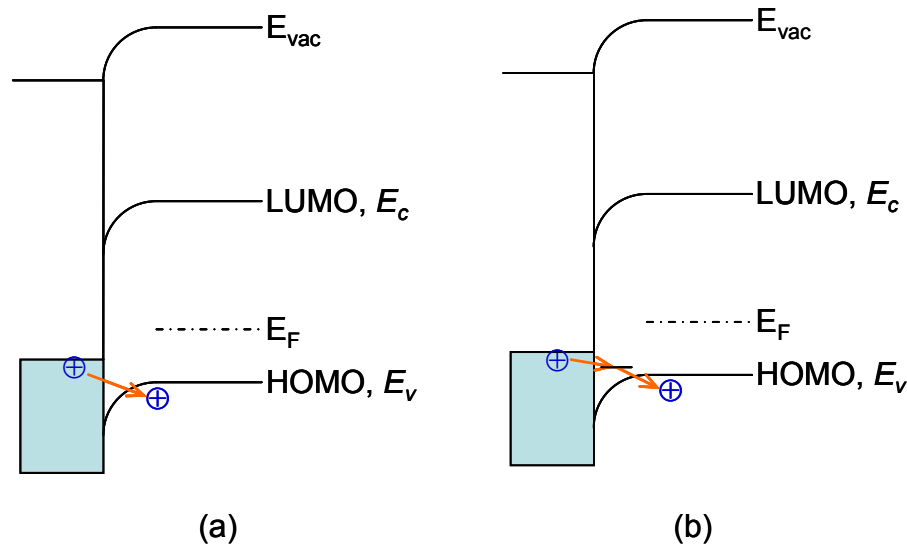 E_vac
LUMO, E_c
E_F
HOMO, E_v
(a)
E_vac
LUMO, E_c
E_F
HOMO, E_v
(b)